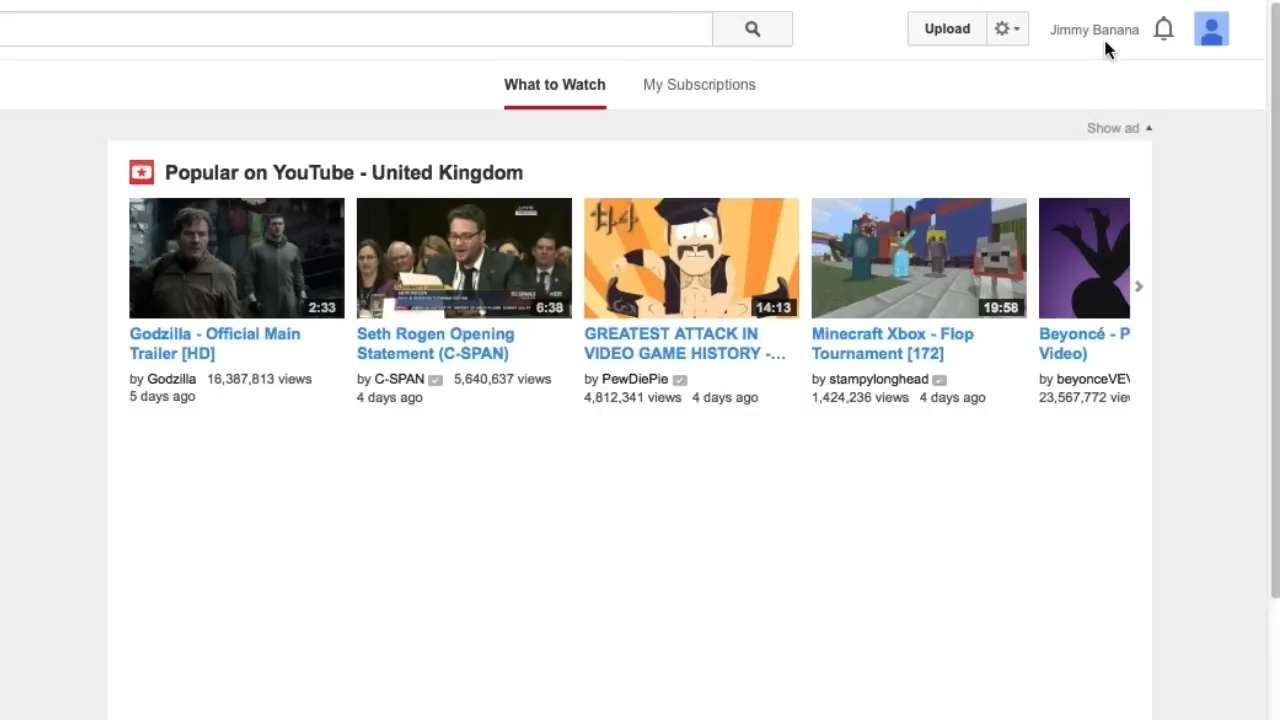 Upload
Jimmy Banana
What to Watch
My Subscriptions
Show ad
Popular on YouTube - United Kingdom
2:33
6:38
14:13
19:58
Godzilla - Official Main
Trailer [HD]
by Godzilla 16,387,813 views
5 days ago
Seth Rogen Opening
Statement (C-SPAN)
by C-SPAN 5,640,637 views
4 days ago
GREATEST ATTACK IN
VIDEO GAME HISTORY -...
by PewDiePie
4,812,341 views 4 days ago
Minecraft Xbox - Flop
Tournament [172]
by stampylonghead
1,424,236 views 4 days ago
Beyoncé - P
Video)
by beyonceVEV
23,567,772 view